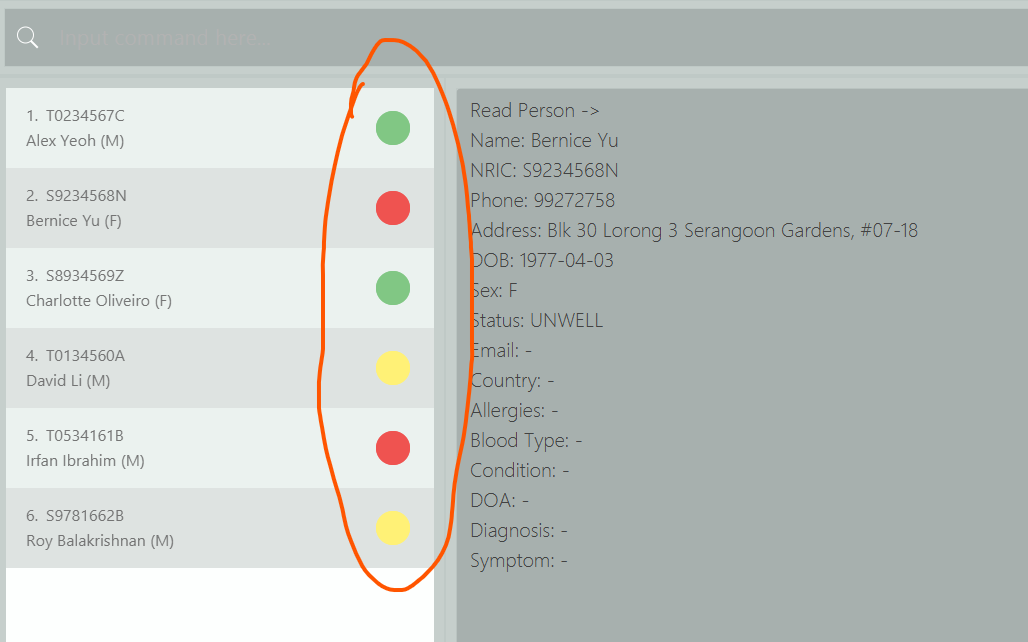 Input command here...
1. T0234567C
Alex Yeoh (M)
2. S9234568N
Bernice Yu (F)
3. S8934569Z
Charlotte Oliveiro (F)
4. T0134560A
David Li (M)
5. T0534161B
Irfan Ibrahim (M)
6. S9781662B
Roy Balakrishnan (M)
Read Person ->
Name: Bernice Yu
NRIC: S9234568N
Phone: 99272758
Address: Blk 30 Lorong 3 Serangoon Gardens, #07-18
DOB: 1977-04-03
Sex: F
Status: UNWELL
Email: -
Country: -
Allergies: -
Blood Type: -
Condition: -
DOA: -
Diagnosis: -
Symptom: -